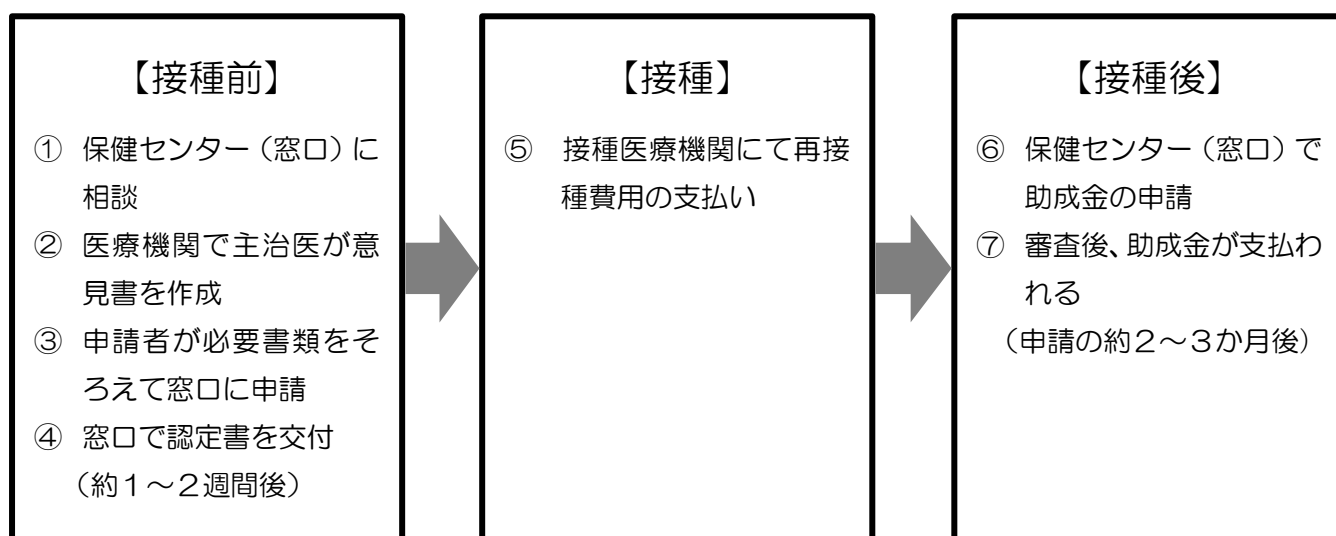 【接種前】
① 保健センター（窓口）に
相談
② 医療機関で主治医が意
見書を作成
③ 申請者が必要書類をそ
ろえて窓口に申請
④ 窓口で認定書を交付
（約１～２週間後）
【接種】
⑤ 接種医療機関にて再接
種費用の支払い
【接種後】
⑥ 保健センター（窓口）で
助成金の申請
⑦ 審査後、助成金が支払わ
れる
（申請の約２～３か月後）